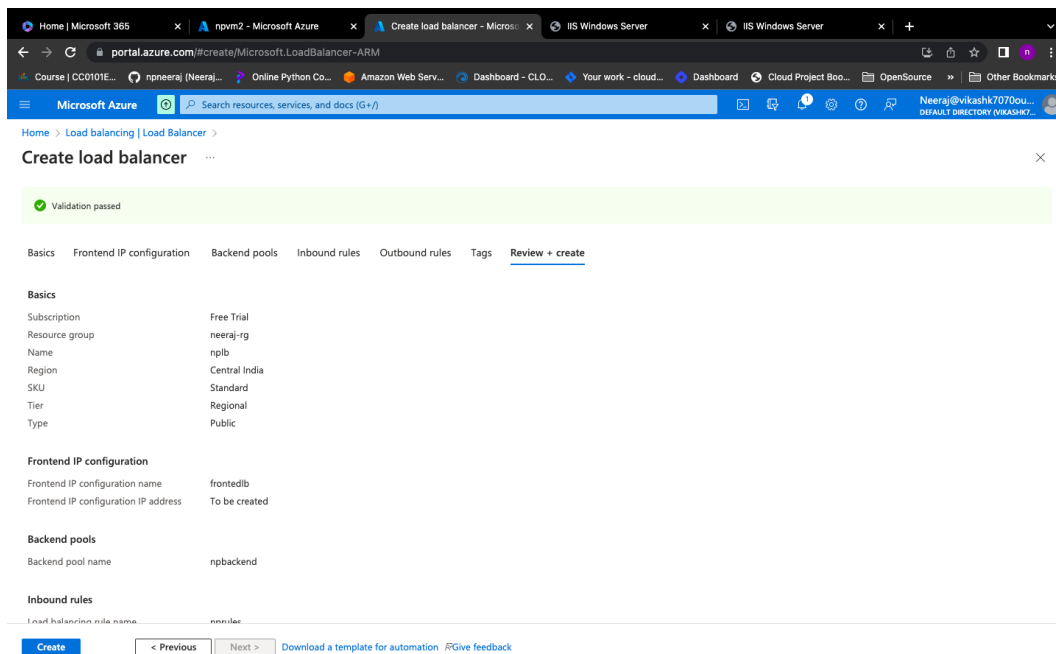 Home | Microsoft 365
npvm2 - Microsoft Azure
Create load balancer - Microso
IIS Windows Server
IIS Windows Server
portal.azure.com/#create/Microsoft.LoadBalancer-ARM
Course | CC0101E... npneeraj (Neeraj... Online Python Co... Amazon Web Serv... Dashboard - CLO... Your work - cloud... Dashboard Cloud Project Boo... OpenSource » Other Bookmarks
Microsoft Azure Search resources, services, and docs (G+/) 1 Neeraj@vikashk7070ou...
DEFAULT DIRECTORY (VIKASHK7...
Home > Load balancing | Load Balancer >
Create load balancer ...
Validation passed
Basics Frontend IP configuration Backend pools Inbound rules Outbound rules Tags Review + create
Basics
Subscription Free Trial
Resource group neeraj-rg
Name nplb
Region Central India
SKU Standard
Tier Regional
Type Public
Frontend IP configuration
Frontend IP configuration name frontedlb
Frontend IP configuration IP address To be created
Backend pools
Backend pool name npbackend
Inbound rules
Load balancing rule name nprules
Create < Previous Next > Download a template for automation Give feedback